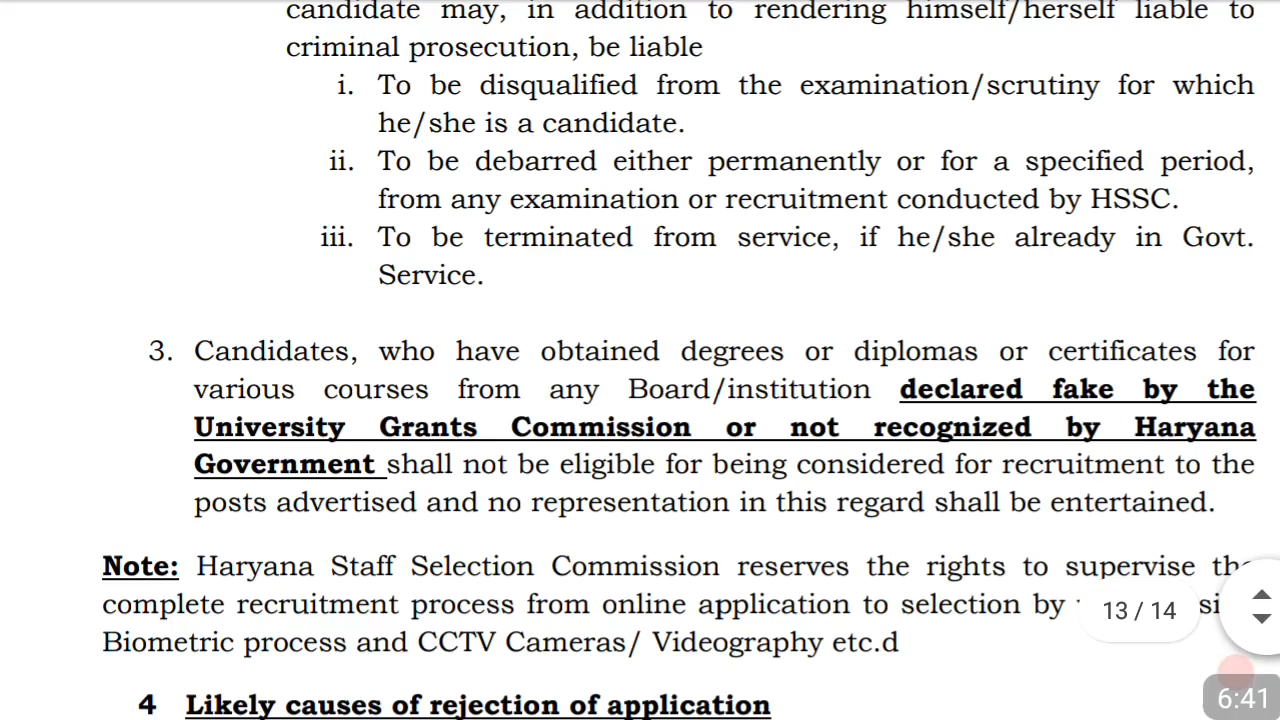 candidate may, in addition to rendering himself/herself liable to
criminal prosecution, be liable
i. To be disqualified from the examination/scrutiny for which
he/she is a candidate.
ii. To be debarred either permanently or for a specified period,
from any examination or recruitment conducted by HSSC.
iii. To be terminated from service, if he/she already in Govt.
Service.
3. Candidates, who have obtained degrees or diplomas or certificates for
various courses from any Board/institution declared fake by the
University Grants Commission or not recognized by Haryana
Government shall not be eligible for being considered for recruitment to the
posts advertised and no representation in this regard shall be entertained.
Note: Haryana Staff Selection Commission reserves the rights to supervise the
complete recruitment process from online application to selection by
13 / 14
Biometric process and CCTV Cameras/ Videography etc.d
4 Likely causes of rejection of application
6:41